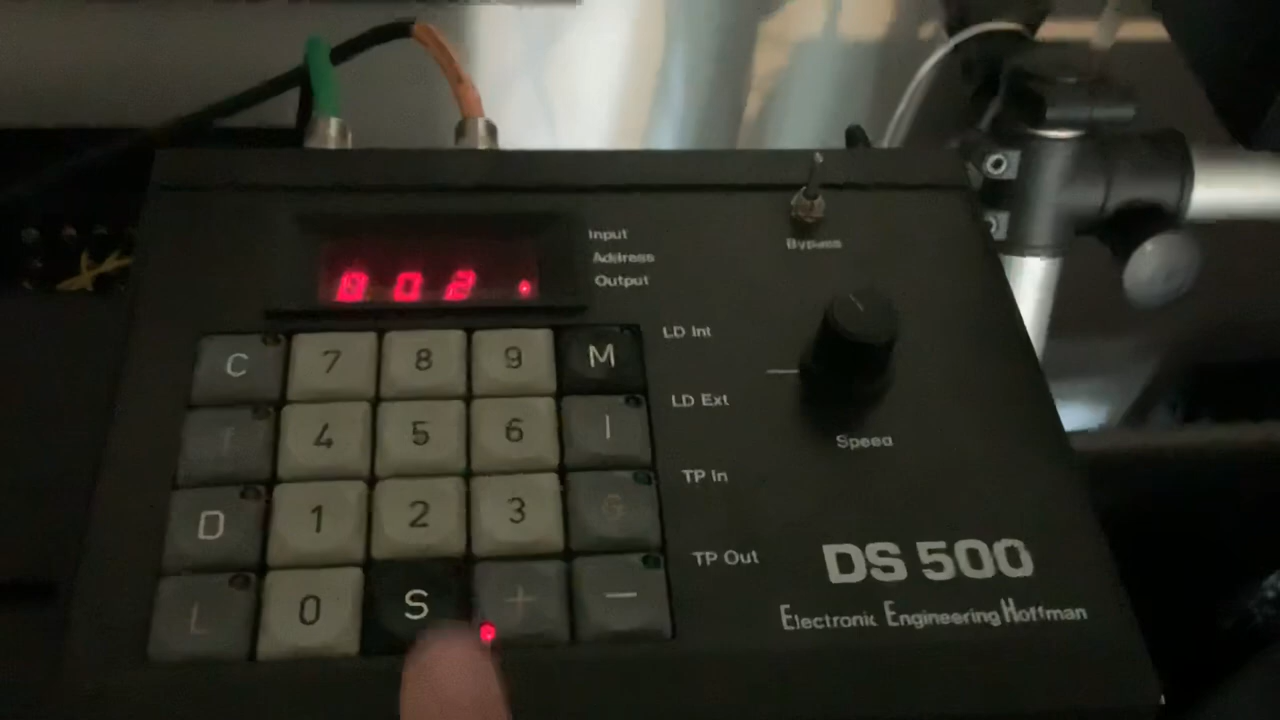 Input
Address
Output
Bypass
LD Int
C 7 8 9 M
LD Ext
4 5 6 I
Speed
TP In
D 1 2 3 G
TP Out
DS 500
L 0 S + −
Electronic Engineering Hoffman